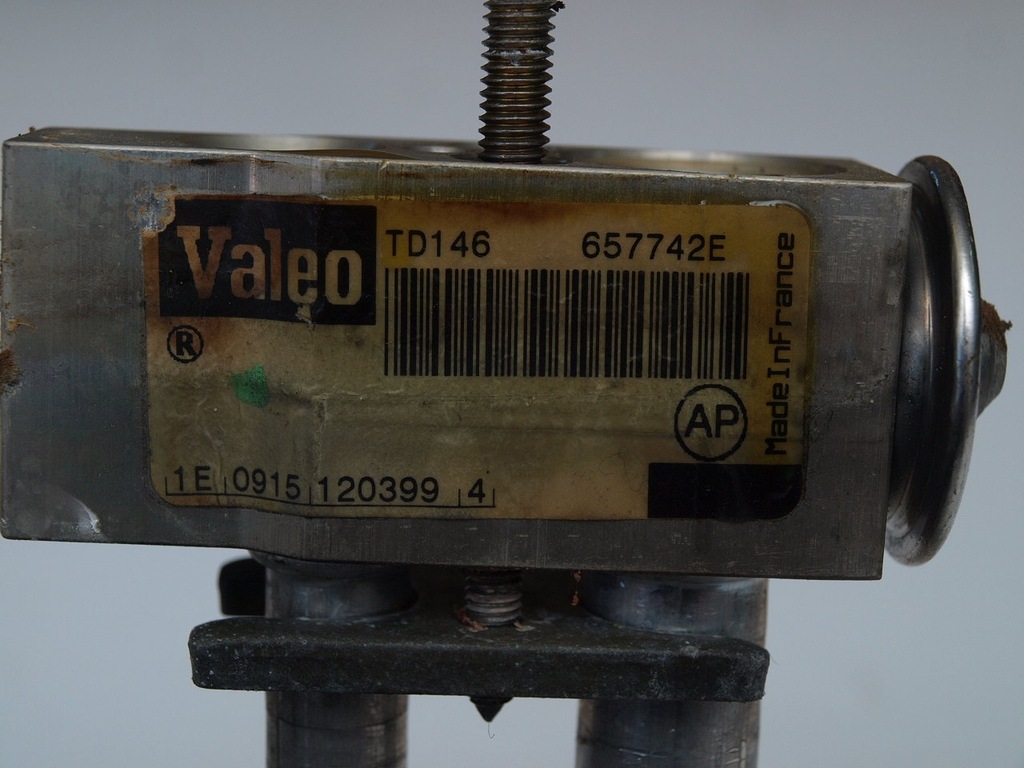 Valeo
TD146 657742E
®
AP
MadeInFrance
1E 0915 120399 4